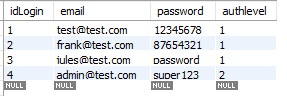 idLogin email password authlevel
1 test@test.com 12345678 1
2 frank@test.com 87654321 1
3 iules@test.com password 1
4 admin@test.com super123 2
NULL NULL NULL NULL